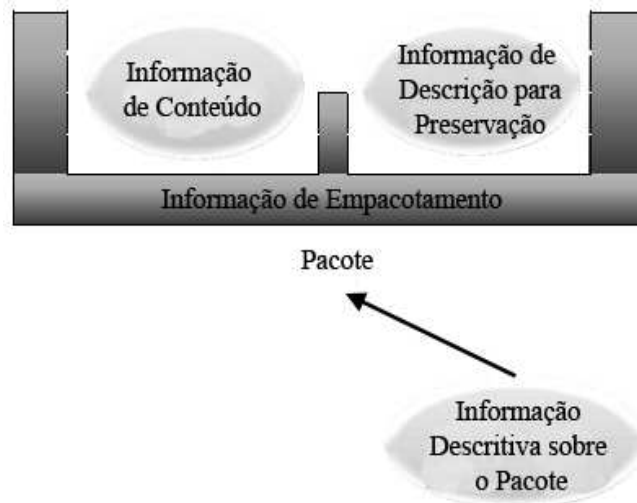 Informação
de Conteúdo
Informação de
Descrição para
Preservação
Informação de Empacotamento
Pacote
Informação
Descritiva sobre
o Pacote